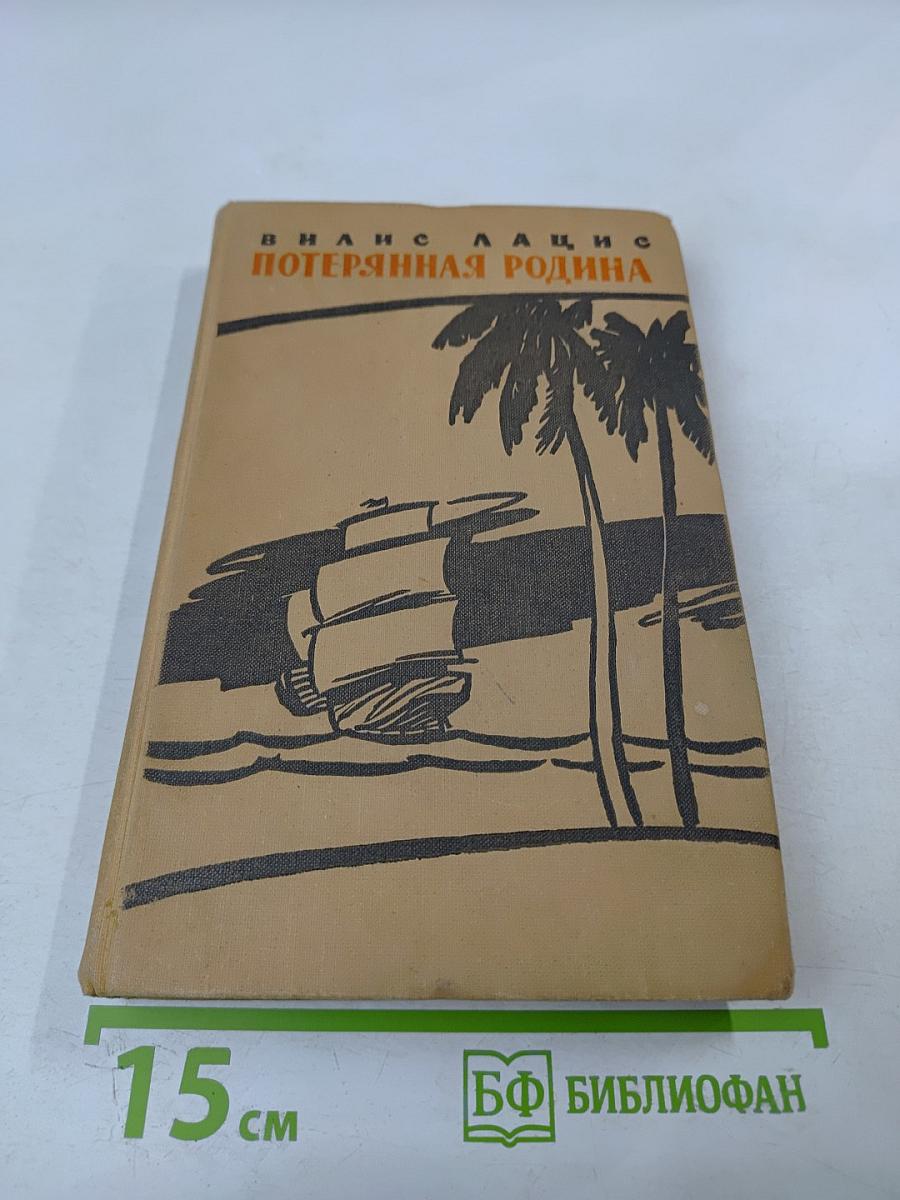 ВИЛИС ЛАЦИС
ПОТЕРЯННАЯ РОДИНА
15 см
БФ БИБЛИОФАН